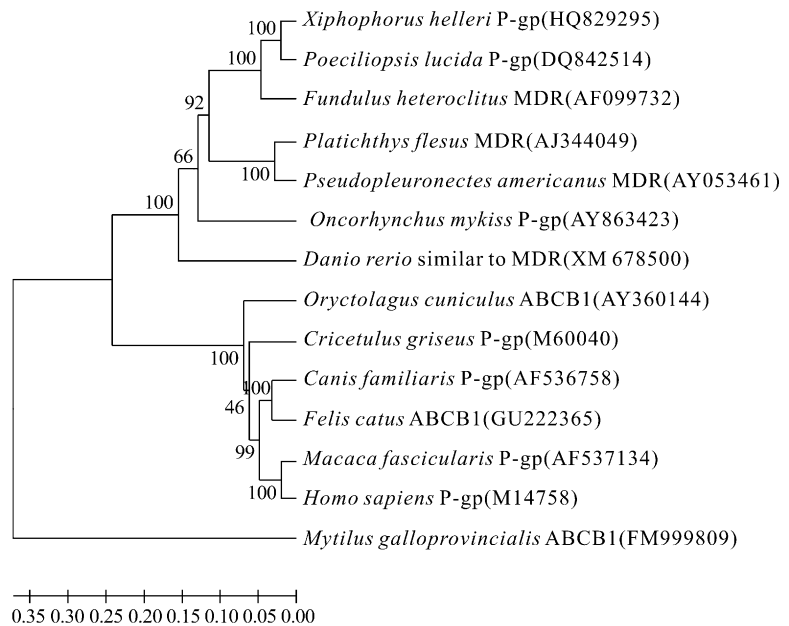 Xiphophorus helleri P-gp(HQ829295)
100
100
Poeciliopsis lucida P-gp(DQ842514)
Fundulus heteroclitus MDR(AF099732)
92
Platichthys flesus MDR(AJ344049)
66
100
Pseudopleuronectes americanus MDR(AY053461)
100
Oncorhynchus mykiss P-gp(AY863423)
Danio rerio similar to MDR(XM 678500)
Oryctolagus cuniculus ABCB1(AY360144)
Cricetulus griseus P-gp(M60040)
100
100
Canis familiaris P-gp(AF536758)
46
Felis catus ABCB1(GU222365)
99
Macaca fascicularis P-gp(AF537134)
100
Homo sapiens P-gp(M14758)
Mytilus galloprovincialis ABCB1(FM999809)
0.35 0.30 0.25 0.20 0.15 0.10 0.05 0.00